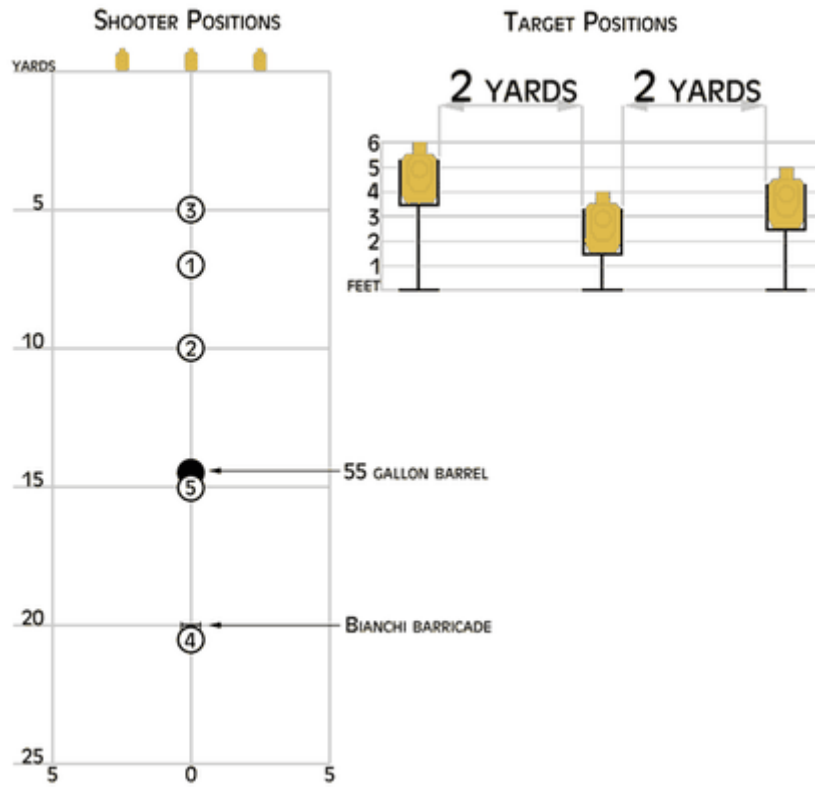 Shooter Positions
YARDS
5
3
1
10
2
55 GALLON BARREL
15
5
20
Bianchi barricade
4
25
5 0 5
Target Positions
2 YARDS 2 YARDS
6
5
4
3
2
1
FEET